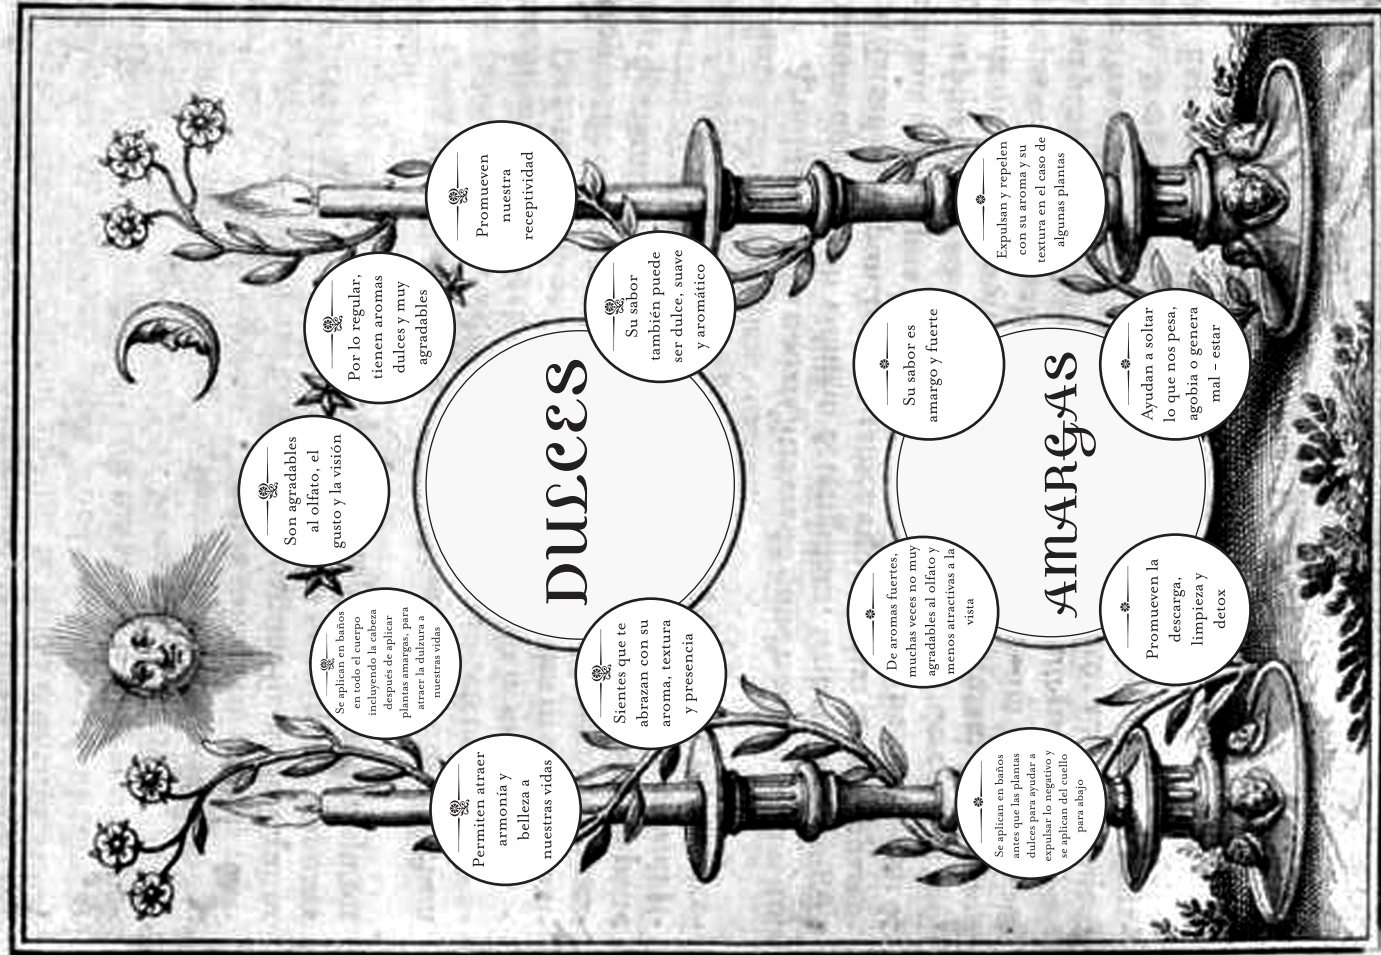 Son agradables
al olfato, el
gusto y la visión
Se aplican en baños
en todo el cuerpo
incluyendo la cabeza
después de aplicar
plantas amargas, para
atraer la dulzura a
nuestras vidas
Por lo regular,
tienen aromas
dulces y muy
agradables
Permiten atraer
armonía y
belleza a
nuestras vidas
Promueven
nuestra
receptividad
DULCES
Sientes que te
abrazan con su
aroma, textura
y presencia
Su sabor
también puede
ser dulce, suave
y aromático
De aromas fuertes,
muchas veces no muy
agradables al olfato y
menos atractivas a la
vista
Su sabor es
amargo y fuerte
Se aplican en baños
antes que las plantas
dulces para ayudar a
expulsar lo negativo y
se aplican del cuello
para abajo
AMARGAS
Expulsan y repelen
con su aroma y su
textura en el caso de
algunas plantas
Promueven la
descarga,
limpieza y
detox
Ayudan a soltar
lo que nos pesa,
agobia o genera
mal - estar